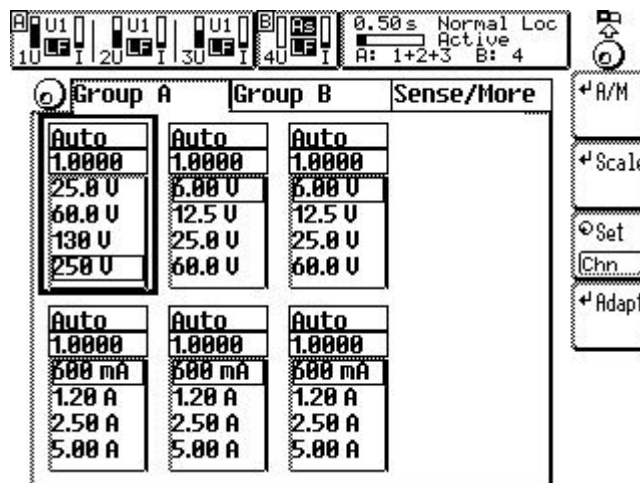 A U1 U1 U1 B As 0.50 s Normal Loc
LF LF LF LF Active
1U I 2U I 3U I 4U I A: 1+2+3 B: 4
Group A Group B Sense/More
A/M
Auto Auto Auto
1.0000 1.0000 1.0000
Scale
25.0 V 6.00 V 6.00 V
60.0 V 12.5 V 12.5 V
130 V 25.0 V 25.0 V
250 V 60.0 V 60.0 V
Set
Chn
Adapt
Auto Auto Auto
1.0000 1.0000 1.0000
600 mA 600 mA 600 mA
1.20 A 1.20 A 1.20 A
2.50 A 2.50 A 2.50 A
5.00 A 5.00 A 5.00 A